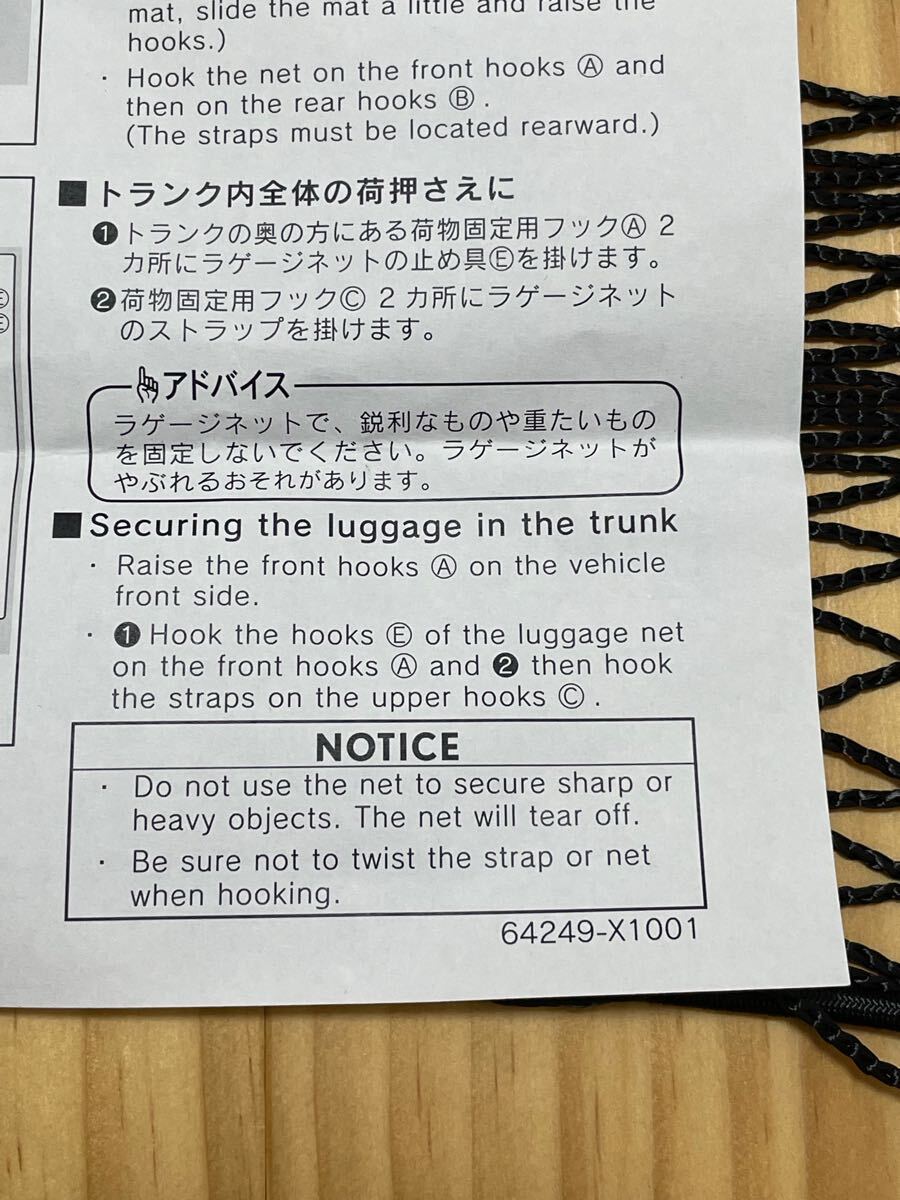 mat, slide the mat a little and raise the
hooks.)
· Hook the net on the front hooks Ⓐ and
then on the rear hooks Ⓑ.
(The straps must be located rearward.)
■トランク内全体の荷押さえに
❶トランクの奥の方にある荷物固定用フックⒶ 2
カ所にラゲージネットの止め具Ⓔを掛けます。
❷荷物固定用フックⒸ 2カ所にラゲージネット
のストラップを掛けます。
アドバイス
ラゲージネットで、鋭利なものや重たいもの
を固定しないでください。ラゲージネットが
やぶれるおそれがあります。
■Securing the luggage in the trunk
· Raise the front hooks Ⓐ on the vehicle
front side.
· ❶ Hook the hooks Ⓔ of the luggage net
on the front hooks Ⓐ and ❷ then hook
the straps on the upper hooks Ⓒ.
NOTICE
· Do not use the net to secure sharp or
heavy objects. The net will tear off.
· Be sure not to twist the strap or net
when hooking.
64249-X1001
Ⓔ
Ⓔ